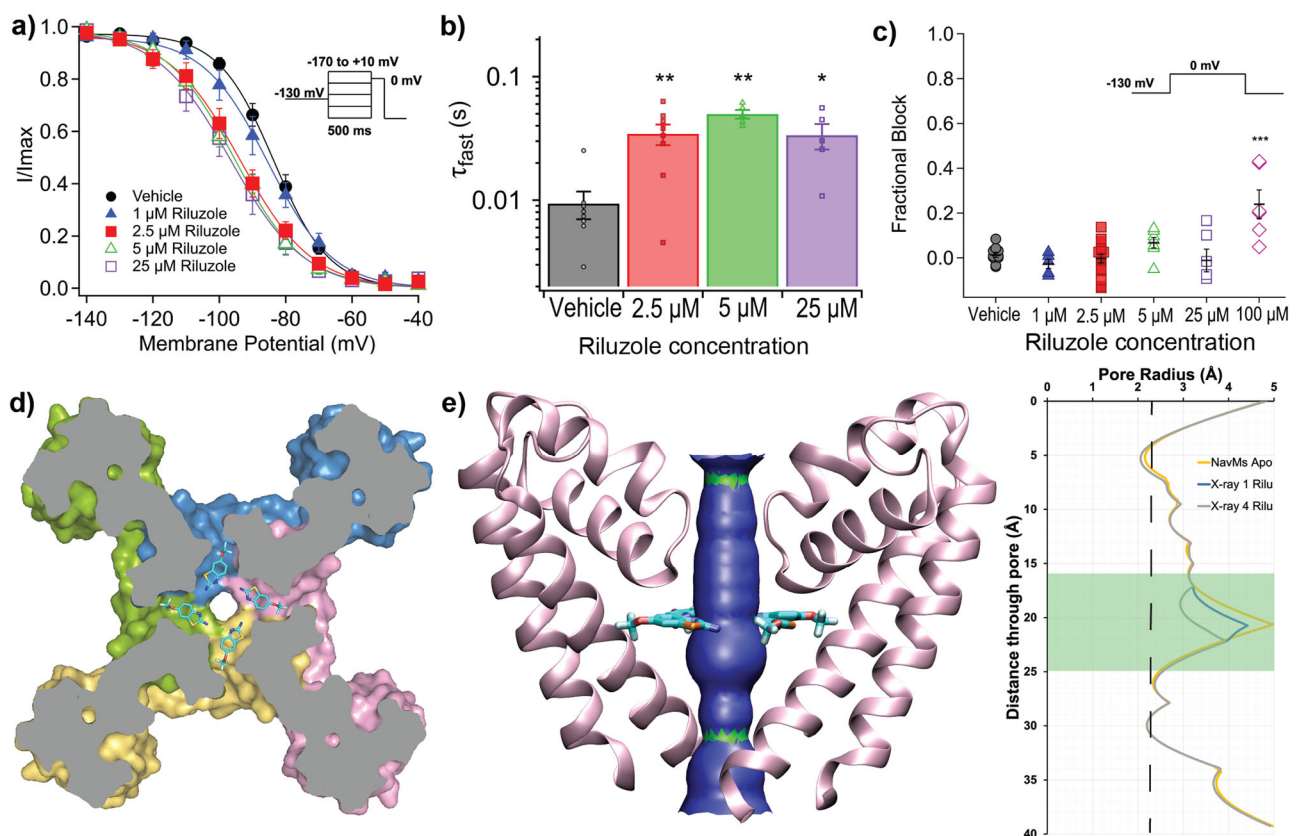 a)
I/Imax
1.0
0.8
0.6
0.4
0.2
0.0
-140
-120
-100
-80
-60
-40
Membrane Potential (mV)
Vehicle
1 µM Riluzole
2.5 µM Riluzole
5 µM Riluzole
25 µM Riluzole
-170 to +10 mV
0 mV
-130 mV
500 ms
b)
τfast (s)
0.1
0.01
**
**
*
Vehicle
2.5 µM
5 µM
25 µM
Riluzole concentration
c)
Fractional Block
1.0
0.8
0.6
0.4
0.2
0.0
0 mV
-130 mV
***
Vehicle
1 µM
2.5 µM
5 µM
25 µM
100 µM
Riluzole concentration
d)
e)
Pore Radius (Å)
0
1
2
3
4
5
Distance through pore (Å)
0
5
10
15
20
25
30
35
40
NavMs Apo
X-ray 1 Rilu
X-ray 4 Rilu